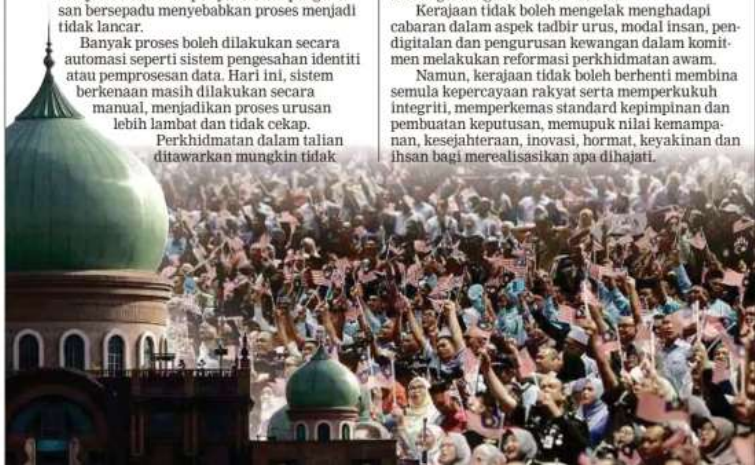 san bersepadu menyebabkan proses menjadi
tidak lancar.
Banyak proses boleh dilakukan secara
automasi seperti sistem pengesahan identiti
atau pemprosesan data. Hari ini, sistem
berkenaan masih dilakukan secara
manual, menjadikan proses urusan
lebih lambat dan tidak cekap.
Perkhidmatan dalam talian
ditawarkan mungkin tidak
Kerajaan tidak boleh mengelak menghadapi
cabaran dalam aspek tadbir urus, modal insan, pen-
digitalan dan pengurusan kewangan dalam komit-
men melakukan reformasi perkhidmatan awam.
Namun, kerajaan tidak boleh berhenti membina
semula kepercayaan rakyat serta memperkukuh
integriti, memperkemas standard kepimpinan dan
pembuatan keputusan, memupuk nilai kemampa-
nan, kesejahteraan, inovasi, hormat, keyakinan dan
ihsan bagi merealisasikan apa dihajati.